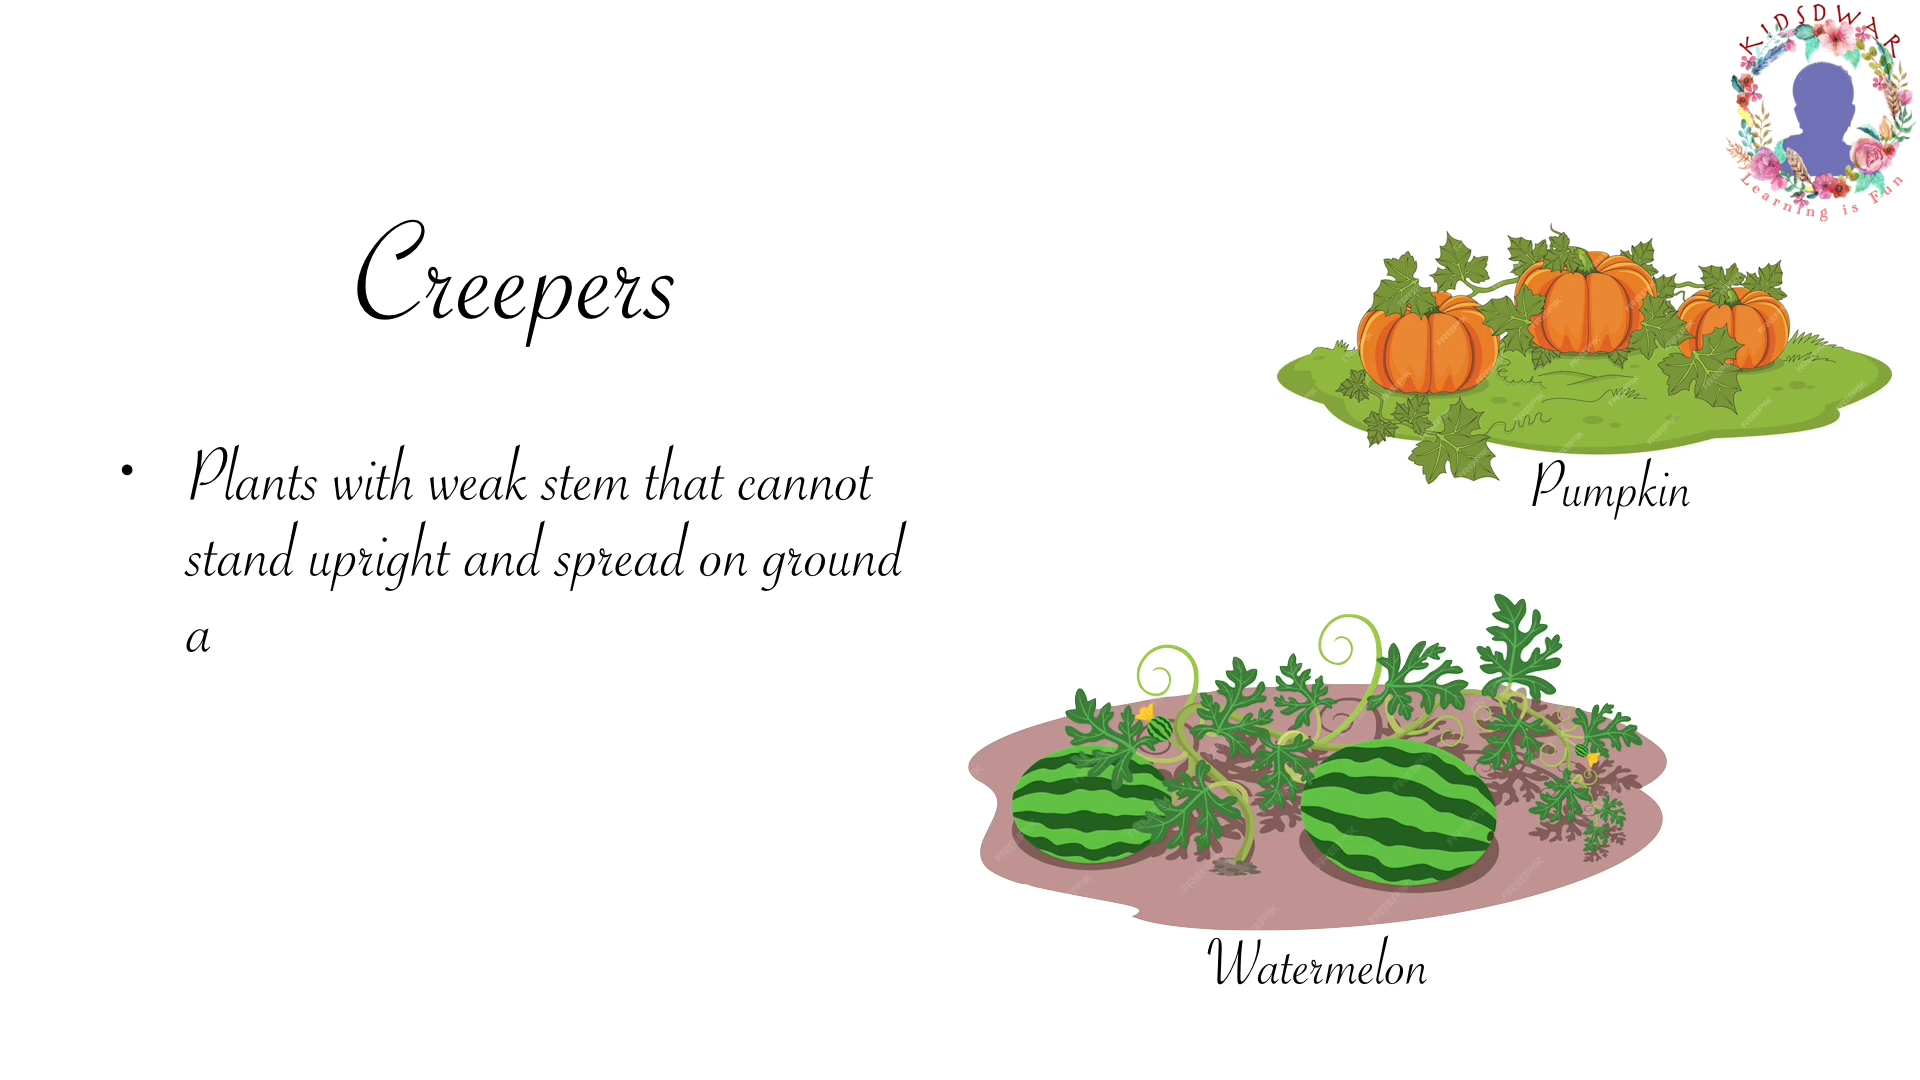 KIDSDWAR
Learning is Fun
Creepers
• Plants with weak stem that cannot
stand upright and spread on ground
a
Pumpkin
Watermelon